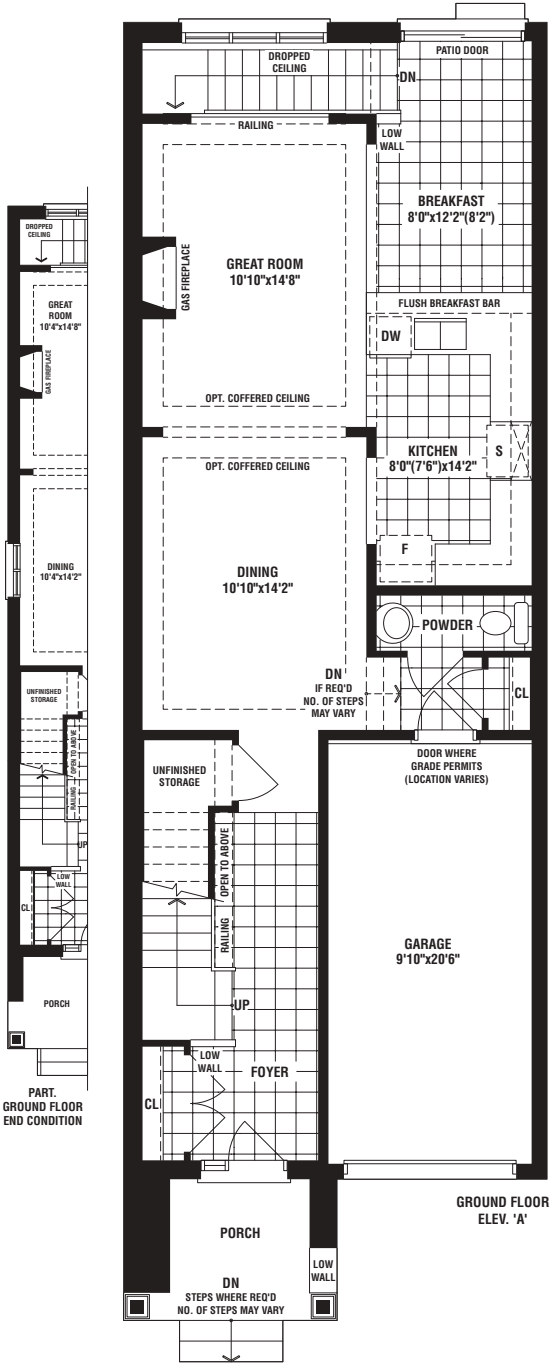 PATIO DOOR
DROPPED
CEILING
DN
RAILING
LOW
WALL
BREAKFAST
8'0"x12'2"(8'2")
GREAT ROOM
10'10"x14'8"
GAS FIREPLACE
FLUSH BREAKFAST BAR
DW
OPT. COFFERED CEILING
OPT. COFFERED CEILING
KITCHEN
8'0"(7'6")x14'2"
S
F
DINING
10'10"x14'2"
POWDER
DN
IF REQ'D
NO. OF STEPS
MAY VARY
CL
DOOR WHERE
GRADE PERMITS
(LOCATION VARIES)
UNFINISHED
STORAGE
OPEN TO ABOVE
RAILING
UP
GARAGE
9'10"x20'6"
LOW
WALL
FOYER
CL
PORCH
LOW
WALL
DN
STEPS WHERE REQ'D
NO. OF STEPS MAY VARY
GROUND FLOOR
ELEV. 'A'
DROPPED
CEILING
GREAT
ROOM
10'4"x14'8"
GAS FIREPLACE
DINING
10'4"x14'2"
UNFINISHED
STORAGE
OPEN TO ABOVE
RAILING
UP
LOW
WALL
CL
PORCH
PART.
GROUND FLOOR
END CONDITION